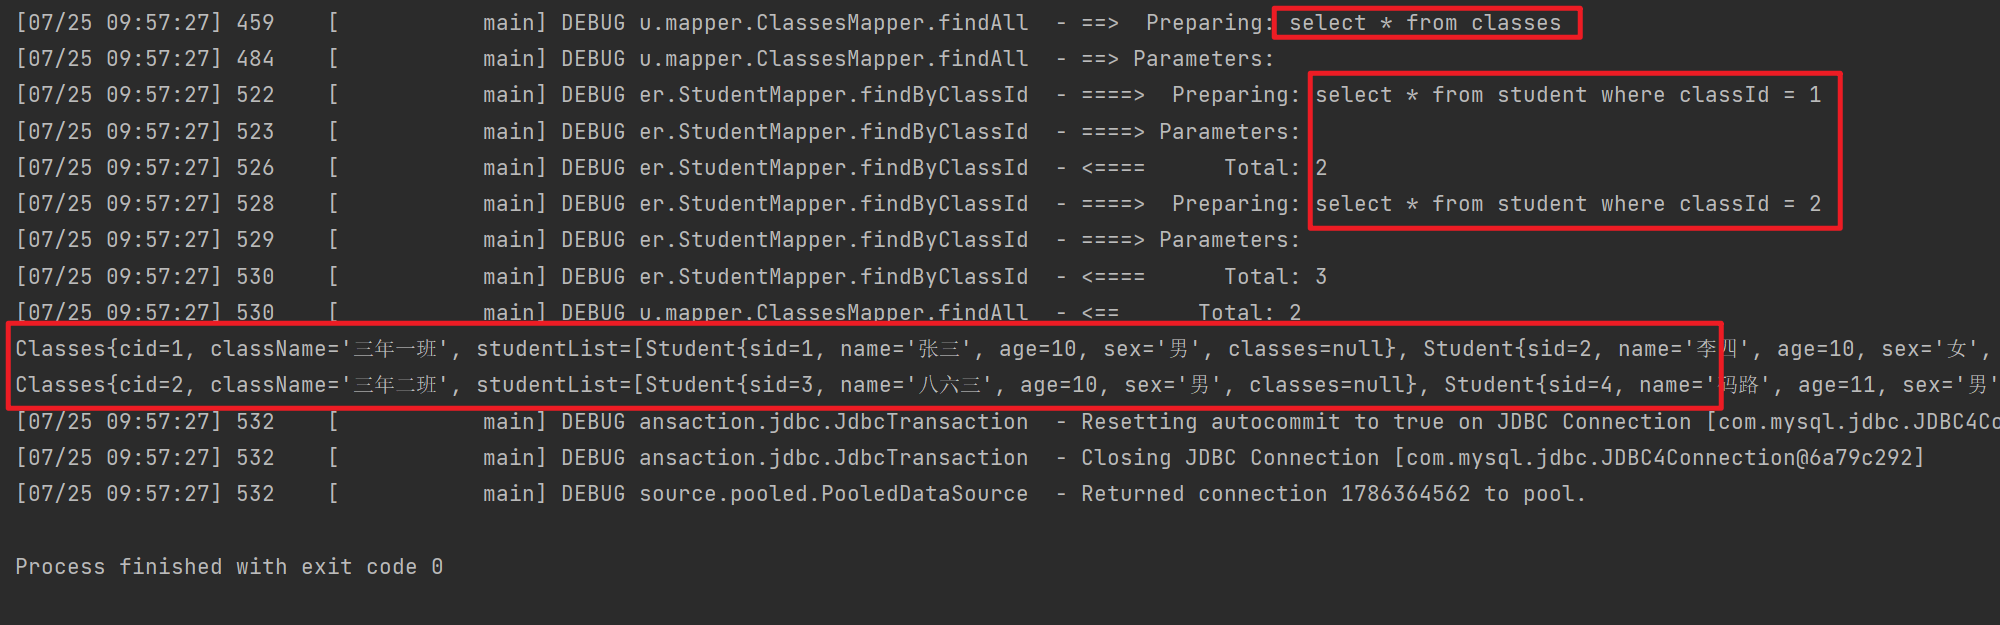 [07/25 09:57:27] 459    [           main] DEBUG u.mapper.ClassesMapper.findAll  - ==>  Preparing: select * from classes
[07/25 09:57:27] 484    [           main] DEBUG u.mapper.ClassesMapper.findAll  - ==> Parameters:
[07/25 09:57:27] 522    [           main] DEBUG er.StudentMapper.findByClassId  - ====>  Preparing: select * from student where classId = 1
[07/25 09:57:27] 523    [           main] DEBUG er.StudentMapper.findByClassId  - ====> Parameters:
[07/25 09:57:27] 526    [           main] DEBUG er.StudentMapper.findByClassId  - <====      Total: 2
[07/25 09:57:27] 528    [           main] DEBUG er.StudentMapper.findByClassId  - ====>  Preparing: select * from student where classId = 2
[07/25 09:57:27] 529    [           main] DEBUG er.StudentMapper.findByClassId  - ====> Parameters:
[07/25 09:57:27] 530    [           main] DEBUG er.StudentMapper.findByClassId  - <====      Total: 3
[07/25 09:57:27] 530    [           main] DEBUG u.mapper.ClassesMapper.findAll  - <==      Total: 2
Classes{cid=1, className='三年一班', studentList=[Student{sid=1, name='张三', age=10, sex='男', classes=null}, Student{sid=2, name='李四', age=10, sex='女',
Classes{cid=2, className='三年二班', studentList=[Student{sid=3, name='八六三', age=10, sex='男', classes=null}, Student{sid=4, name='码路', age=11, sex='男'
[07/25 09:57:27] 532    [           main] DEBUG ansaction.jdbc.JdbcTransaction  - Resetting autocommit to true on JDBC Connection [com.mysql.jdbc.JDBC4Co
[07/25 09:57:27] 532    [           main] DEBUG ansaction.jdbc.JdbcTransaction  - Closing JDBC Connection [com.mysql.jdbc.JDBC4Connection@6a79c292]
[07/25 09:57:27] 532    [           main] DEBUG source.pooled.PooledDataSource  - Returned connection 1786364562 to pool.
Process finished with exit code 0